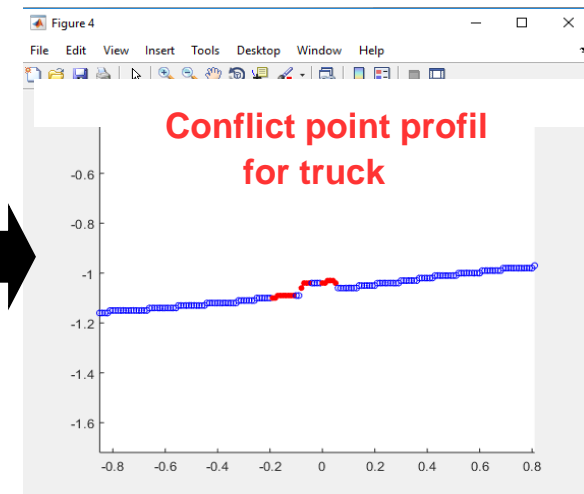 Figure 4
File Edit View Insert Tools Desktop Window Help
Conflict point profil
for truck
-0.6
-0.8
-1
-1.2
-1.4
-1.6
-0.8 -0.6 -0.4 -0.2 0 0.2 0.4 0.6 0.8